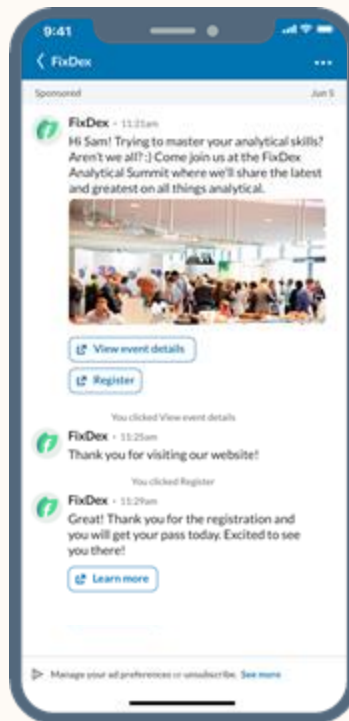 9:41
FixDex
Sponsored Jun 5
FixDex • 11:21am
Hi Sam! Trying to master your analytical skills?
Aren't we all? :) Come join us at the FixDex
Analytical Summit where we'll share the latest
and greatest on all things analytical.
View event details
Register
You clicked View event details
FixDex • 11:25am
Thank you for visiting our website!
You clicked Register
FixDex • 11:29am
Great! Thank you for the registration and
you will get your pass today. Excited to see
you there!
Learn more
Manage your ad preferences or unsubscribe. See more